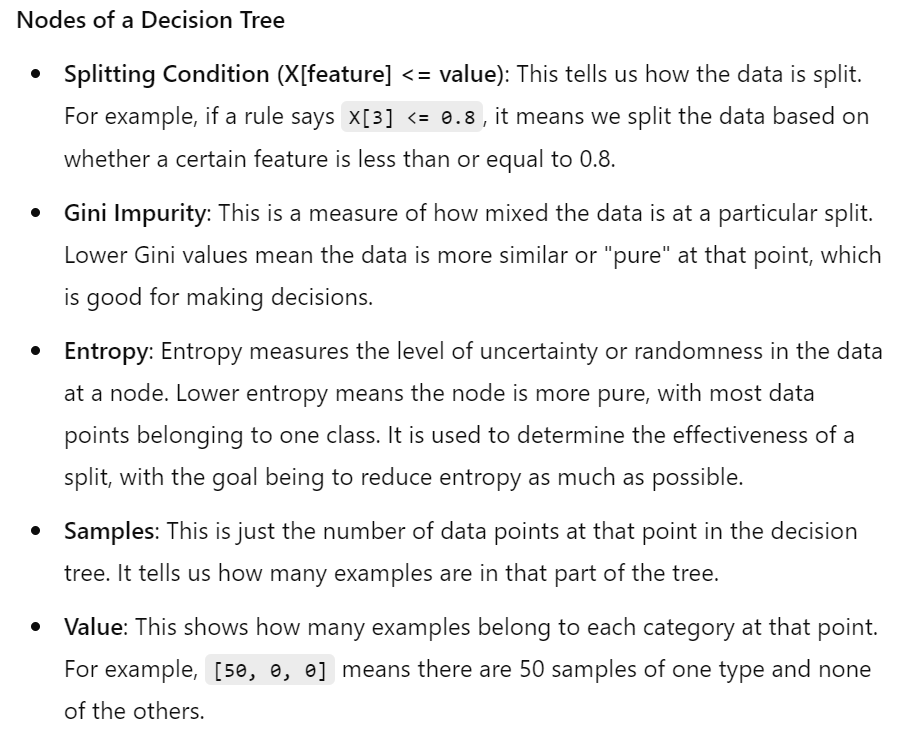 Nodes of a Decision Tree
• Splitting Condition (X[feature] <= value): This tells us how the data is split.
For example, if a rule says X[3] <= 0.8, it means we split the data based on
whether a certain feature is less than or equal to 0.8.
• Gini Impurity: This is a measure of how mixed the data is at a particular split.
Lower Gini values mean the data is more similar or "pure" at that point, which
is good for making decisions.
• Entropy: Entropy measures the level of uncertainty or randomness in the data
at a node. Lower entropy means the node is more pure, with most data
points belonging to one class. It is used to determine the effectiveness of a
split, with the goal being to reduce entropy as much as possible.
• Samples: This is just the number of data points at that point in the decision
tree. It tells us how many examples are in that part of the tree.
• Value: This shows how many examples belong to each category at that point.
For example, [50, 0, 0] means there are 50 samples of one type and none
of the others.